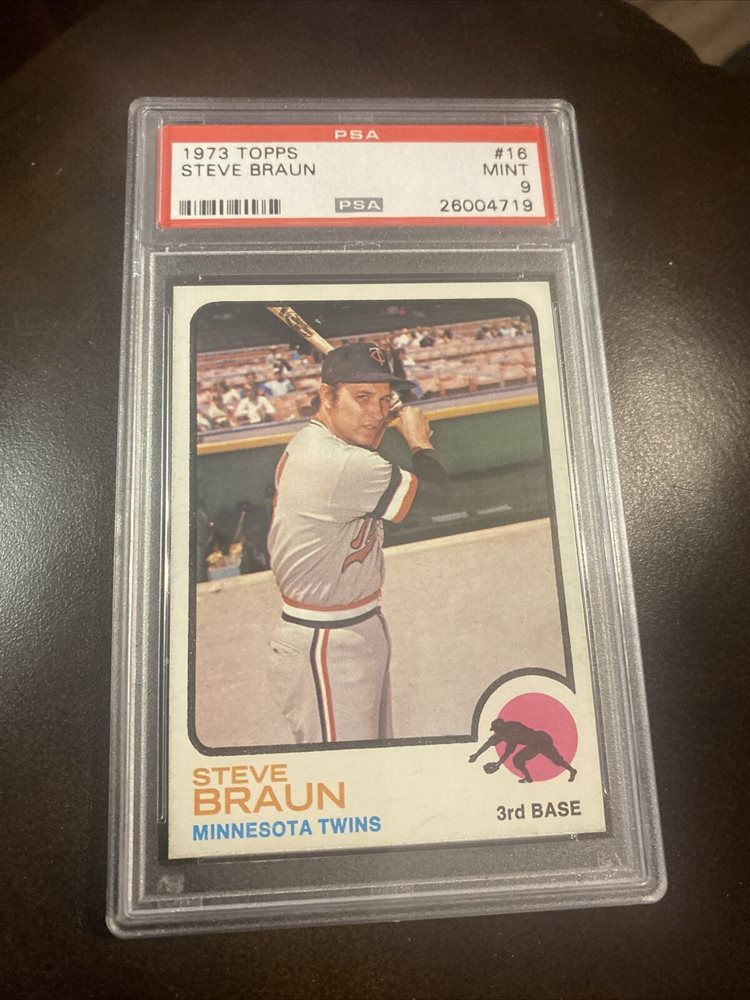 PSA
1973 TOPPS #16
STEVE BRAUN MINT
9
PSA 26004719
STEVE
BRAUN
MINNESOTA TWINS
3rd BASE